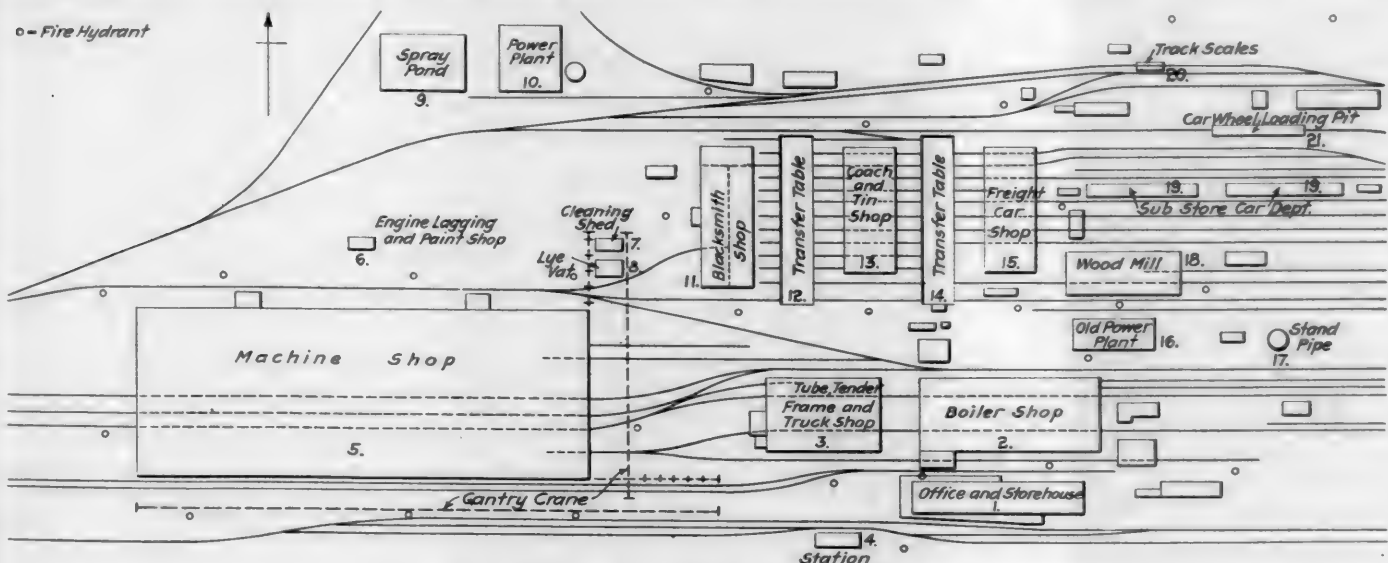 o-Fire Hydrant
Spray
Pond
9.
Power
Plant
10.
Track Scales
20.
Car Wheel Loading Pit
21.
Engine Lagging
and Paint Shop
6.
Cleaning
Shed
7.
Lye
Vat
8.
Blacksmith
Shop
11.
Transfer Table
12.
Coach
and
Tin
Shop
13.
Transfer Table
14.
Freight
Car
Shop
15.
19.
19.
Sub Store Car Dept.
Wood Mill
18.
Old Power
Plant
16.
Stand
Pipe
17.
Machine Shop
5.
Tube, Tender
Frame and
Truck Shop
3.
Boiler Shop
2.
Gantry Crane
Office and Storehouse
1.
4.
Station